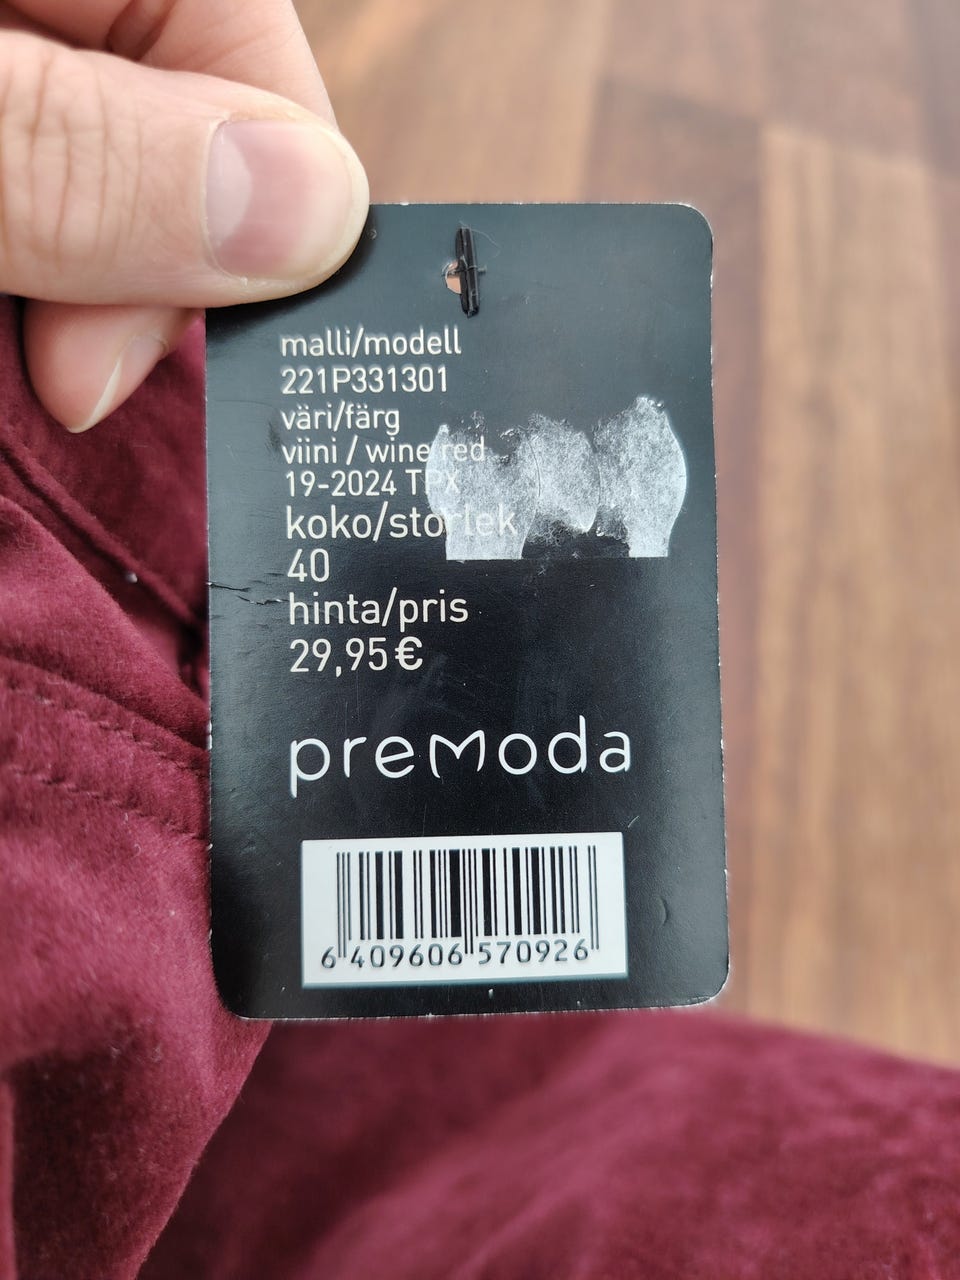 malli/modell
221P331301
väri/färg
viini / wine red
19-2024 TPX
koko/storlek
40
hinta/pris
29,95€
premoda
6 409606 570926